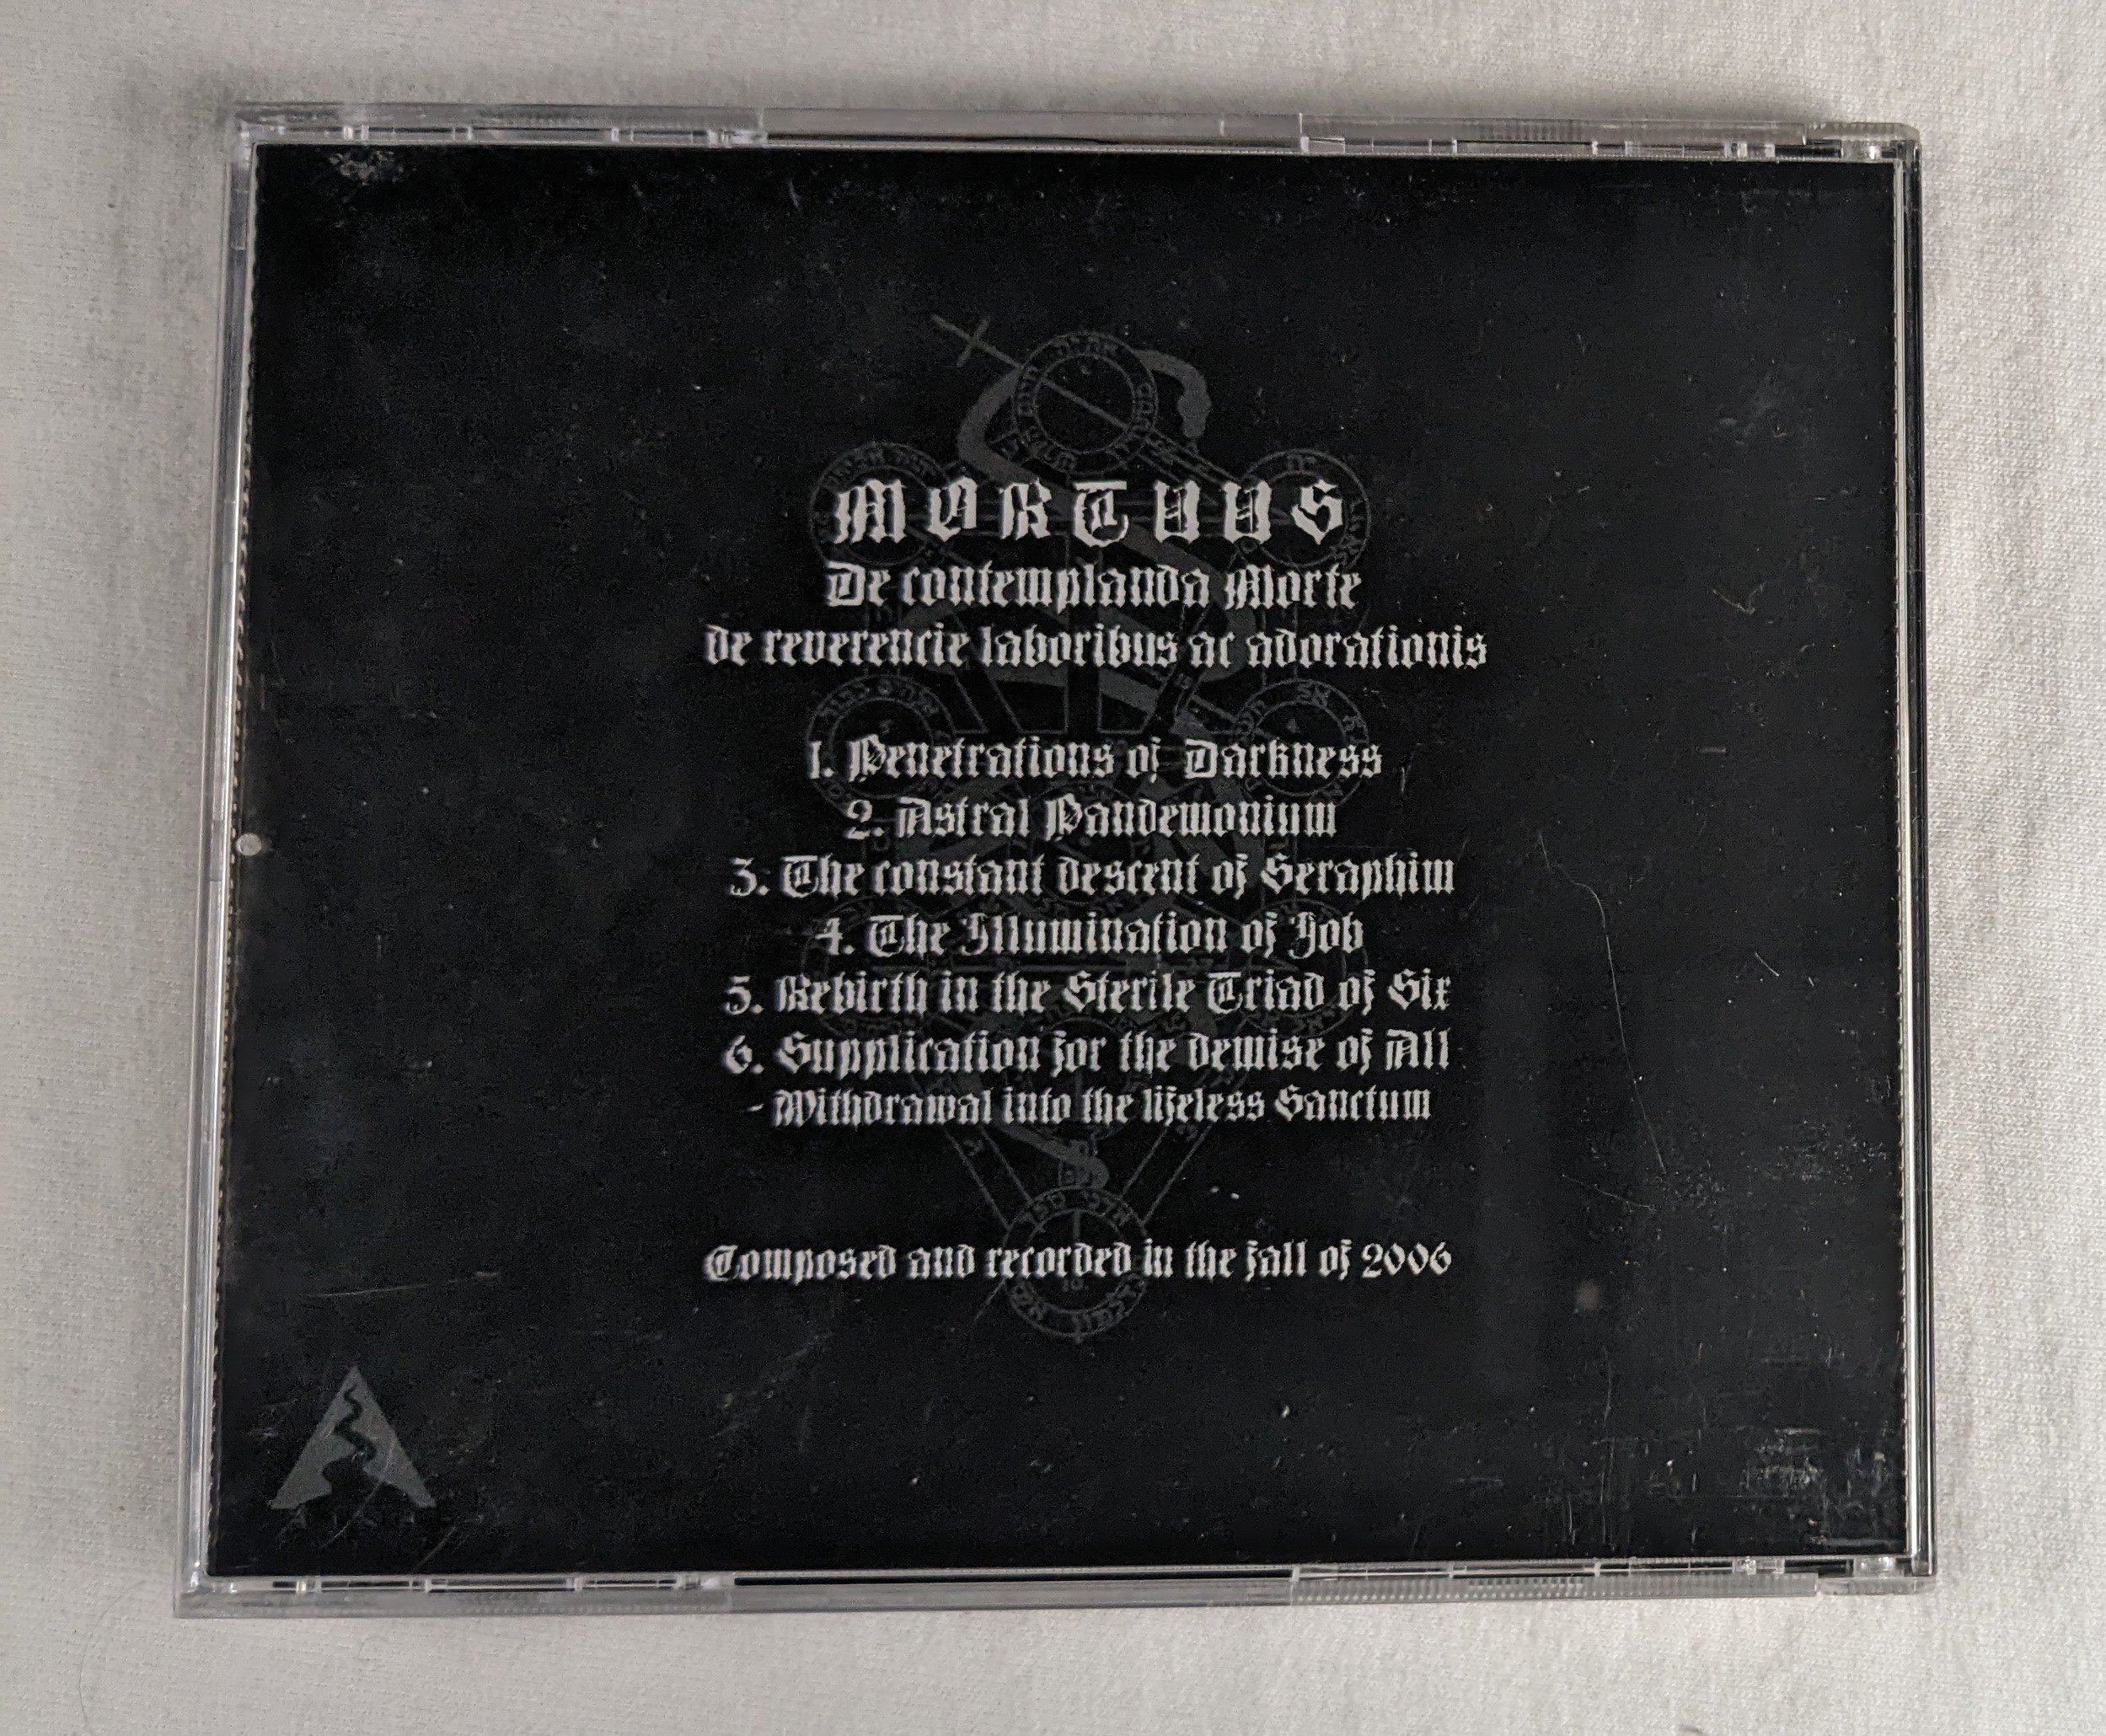 MORTUUS
De contemplanda Morte
de reverencie laboribus ac adorationis
1. Penetrations of Darkness
2. Astral Pandemonium
3. The constant descent of Seraphim
4. The Illumination of Job
5. Rebirth in the Sterile Triad of Six
6. Supplication for the demise of All
- Withdrawal into the lifeless Sanctum
Composed and recorded in the fall of 2006